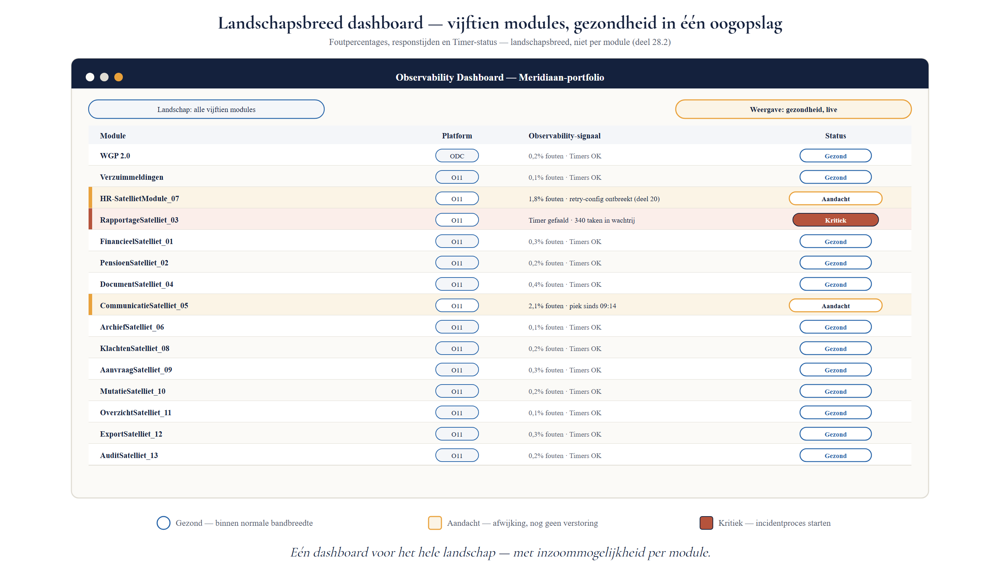 Landschapsbreed dashboard — vijftien modules, gezondheid in één oogopslag
Foutpercentages, responstijden en Timer-status — landschapsbreed, niet per module (deel 28.2)
Observability Dashboard — Meridiaan-portfolio
Landschap: alle vijftien modules
Weergave: gezondheid, live
Module Platform Observability-signaal Status
WGP 2.0 ODC 0,2% fouten · Timers OK Gezond
Verzuimmeldingen O11 0,1% fouten · Timers OK Gezond
HR-SatellietModule_07 O11 1,8% fouten · retry-config ontbreekt (deel 20) Aandacht
RapportageSatelliet_03 O11 Timer gefaald · 340 taken in wachtrij Kritiek
FinancieelSatelliet_01 O11 0,3% fouten · Timers OK Gezond
PensioenSatelliet_02 O11 0,2% fouten · Timers OK Gezond
DocumentSatelliet_04 O11 0,4% fouten · Timers OK Gezond
CommunicatieSatelliet_05 O11 2,1% fouten · piek sinds 09:14 Aandacht
ArchiefSatelliet_06 O11 0,1% fouten · Timers OK Gezond
KlachtenSatelliet_08 O11 0,2% fouten · Timers OK Gezond
AanvraagSatelliet_09 O11 0,3% fouten · Timers OK Gezond
MutatieSatelliet_10 O11 0,2% fouten · Timers OK Gezond
OverzichtSatelliet_11 O11 0,1% fouten · Timers OK Gezond
ExportSatelliet_12 O11 0,3% fouten · Timers OK Gezond
AuditSatelliet_13 O11 0,2% fouten · Timers OK Gezond
Gezond — binnen normale bandbreedte
Aandacht — afwijking, nog geen verstoring
Kritiek — incidentproces starten
Eén dashboard voor het hele landschap — met inzoommogelijkheid per module.